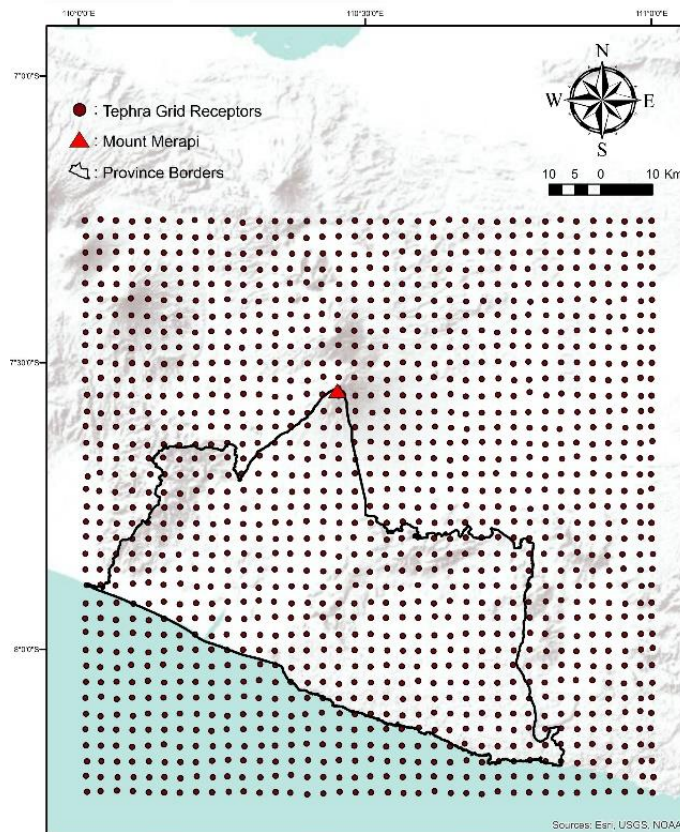 110°0'0"E 110°30'0"E 111°0'0"E
7°0'0"S
N
W E
S
: Tephra Grid Receptors
: Mount Merapi
: Province Borders
10 5 0 10 Km
7°30'0"S
8°0'0"S
Sources: Esri, USGS, NOAA